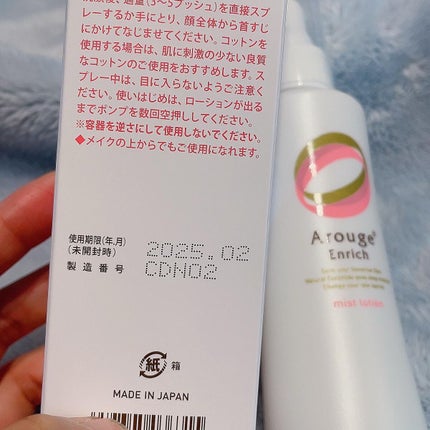 レーするか手にとり、顔全体から首すじ
にかけてなじませてください。コットンを
使用する場合は、肌に刺激の少ない良質
なコットンのご使用をおすすめします。ス
プレー中は、目に入らないようご注意く
ださい。使いはじめは、ローションが出る
までポンプを数回空押ししてください。
※容器を逆さにして使用しないでください。
◆メイクの上からでもご使用になれます。
使用期限(年.月)
(未開封時)
2025.02
製造番号
CDN02
紙
箱
MADE IN JAPAN
Arouge
Enrich
mist lotion